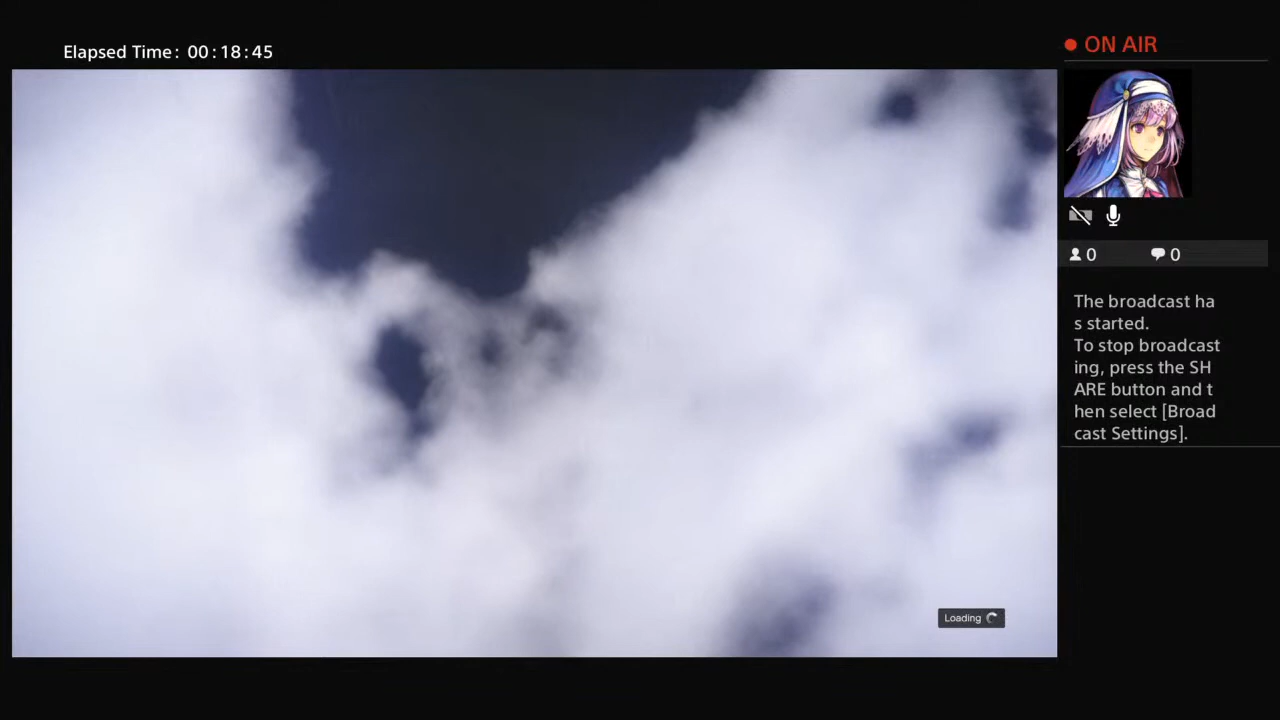 Elapsed Time: 00:18:45
ON AIR
0 0
The broadcast ha
s started.
To stop broadcast
ing, press the SH
ARE button and t
hen select [Broad
cast Settings].
Loading